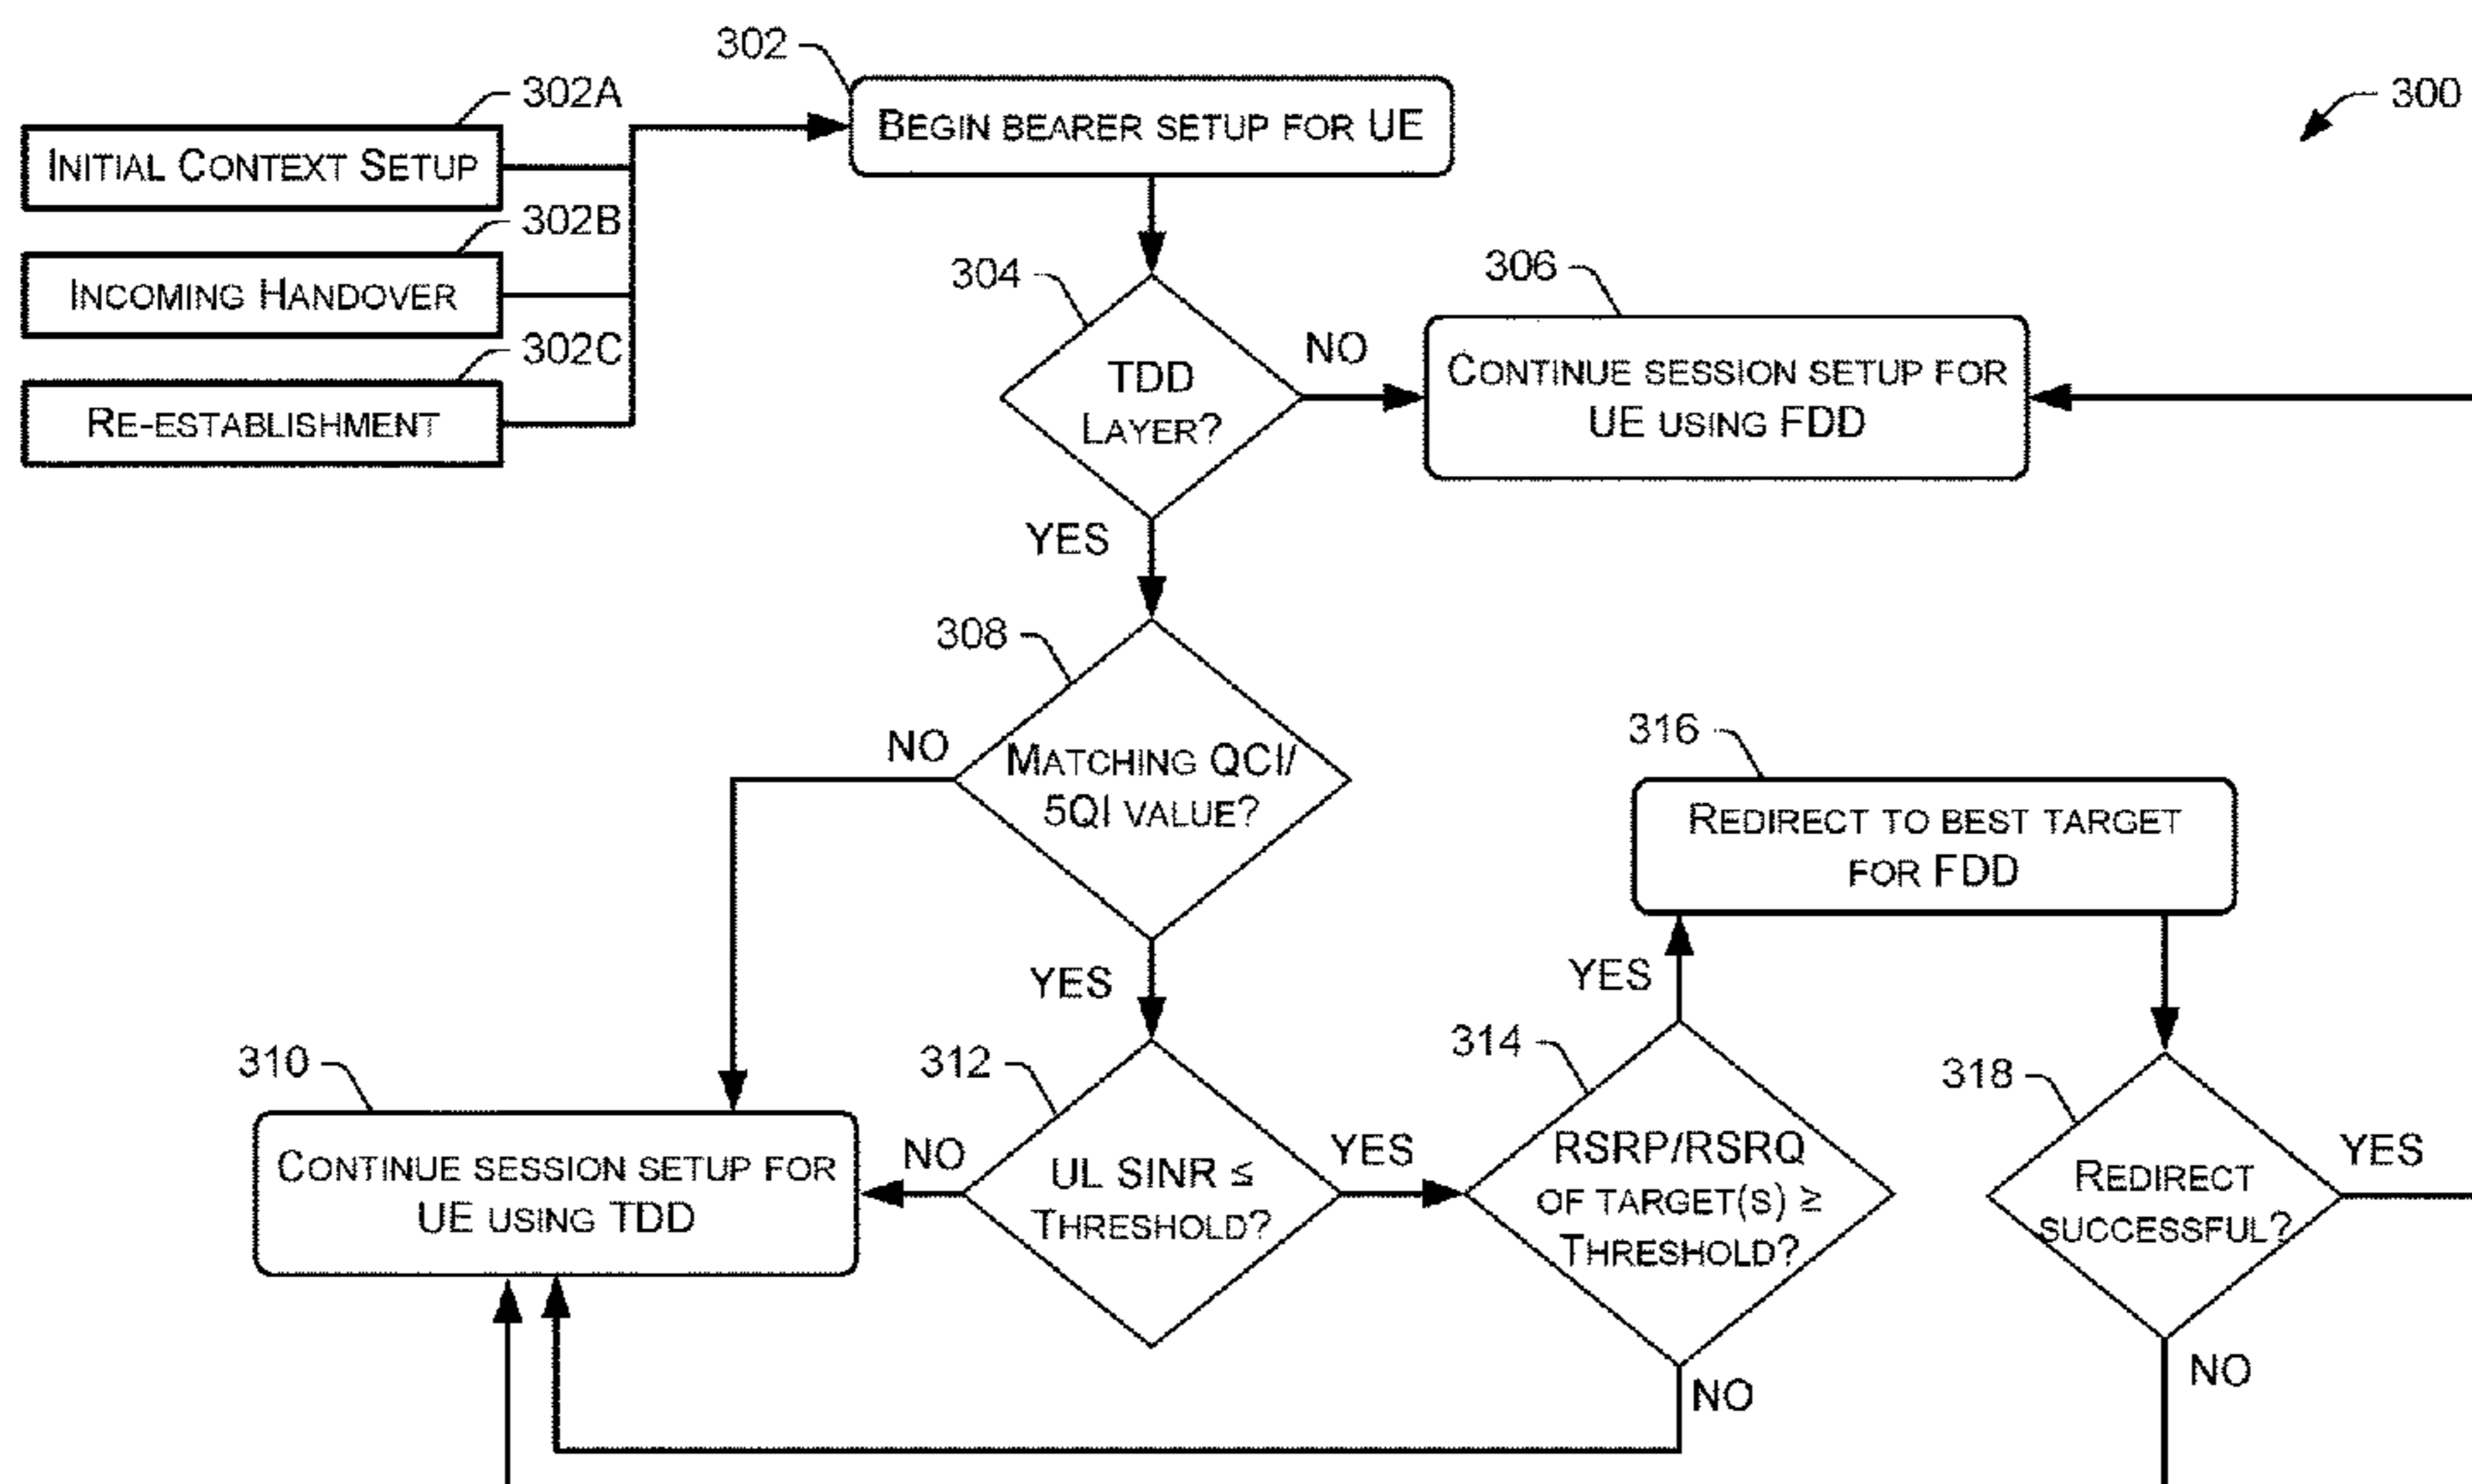 302
302A
300
BEGIN BEARER SETUP FOR UE
INITIAL CONTEXT SETUP
302B
INCOMING HANDOVER
304
306
302C
NO
CONTINUE SESSION SETUP FOR
UE USING FDD
TDD
LAYER?
RE-ESTABLISHMENT
YES
308
NO
MATCHING QCI/
5QI VALUE?
316
REDIRECT TO BEST TARGET
FOR FDD
YES
YES
310
312
314
318
CONTINUE SESSION SETUP FOR
UE USING TDD
NO
UL SINR ≤
THRESHOLD?
YES
RSRP/RSRQ
OF TARGET(S) ≥
THRESHOLD?
REDIRECT
SUCCESSFUL?
YES
NO
NO